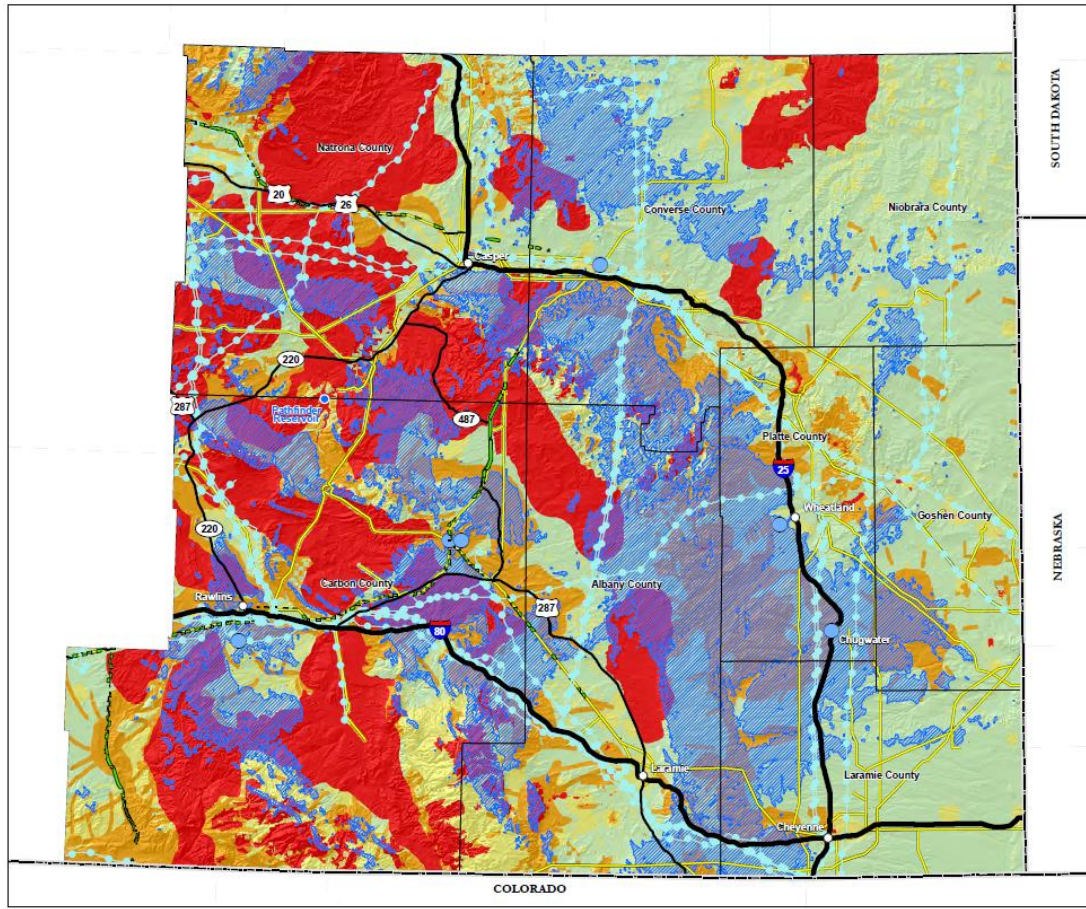 SOUTH DAKOTA
Natrona County
20
26
Converse County
Niobrara County
Casper
220
287
Pathfinder
Reservoir
487
Platte County
25
NEBRASKA
Wheatland
Goshen County
220
Carbon County
Albany County
Rawlins
287
80
Chugwater
Laramie
Laramie County
Cheyenne
COLORADO